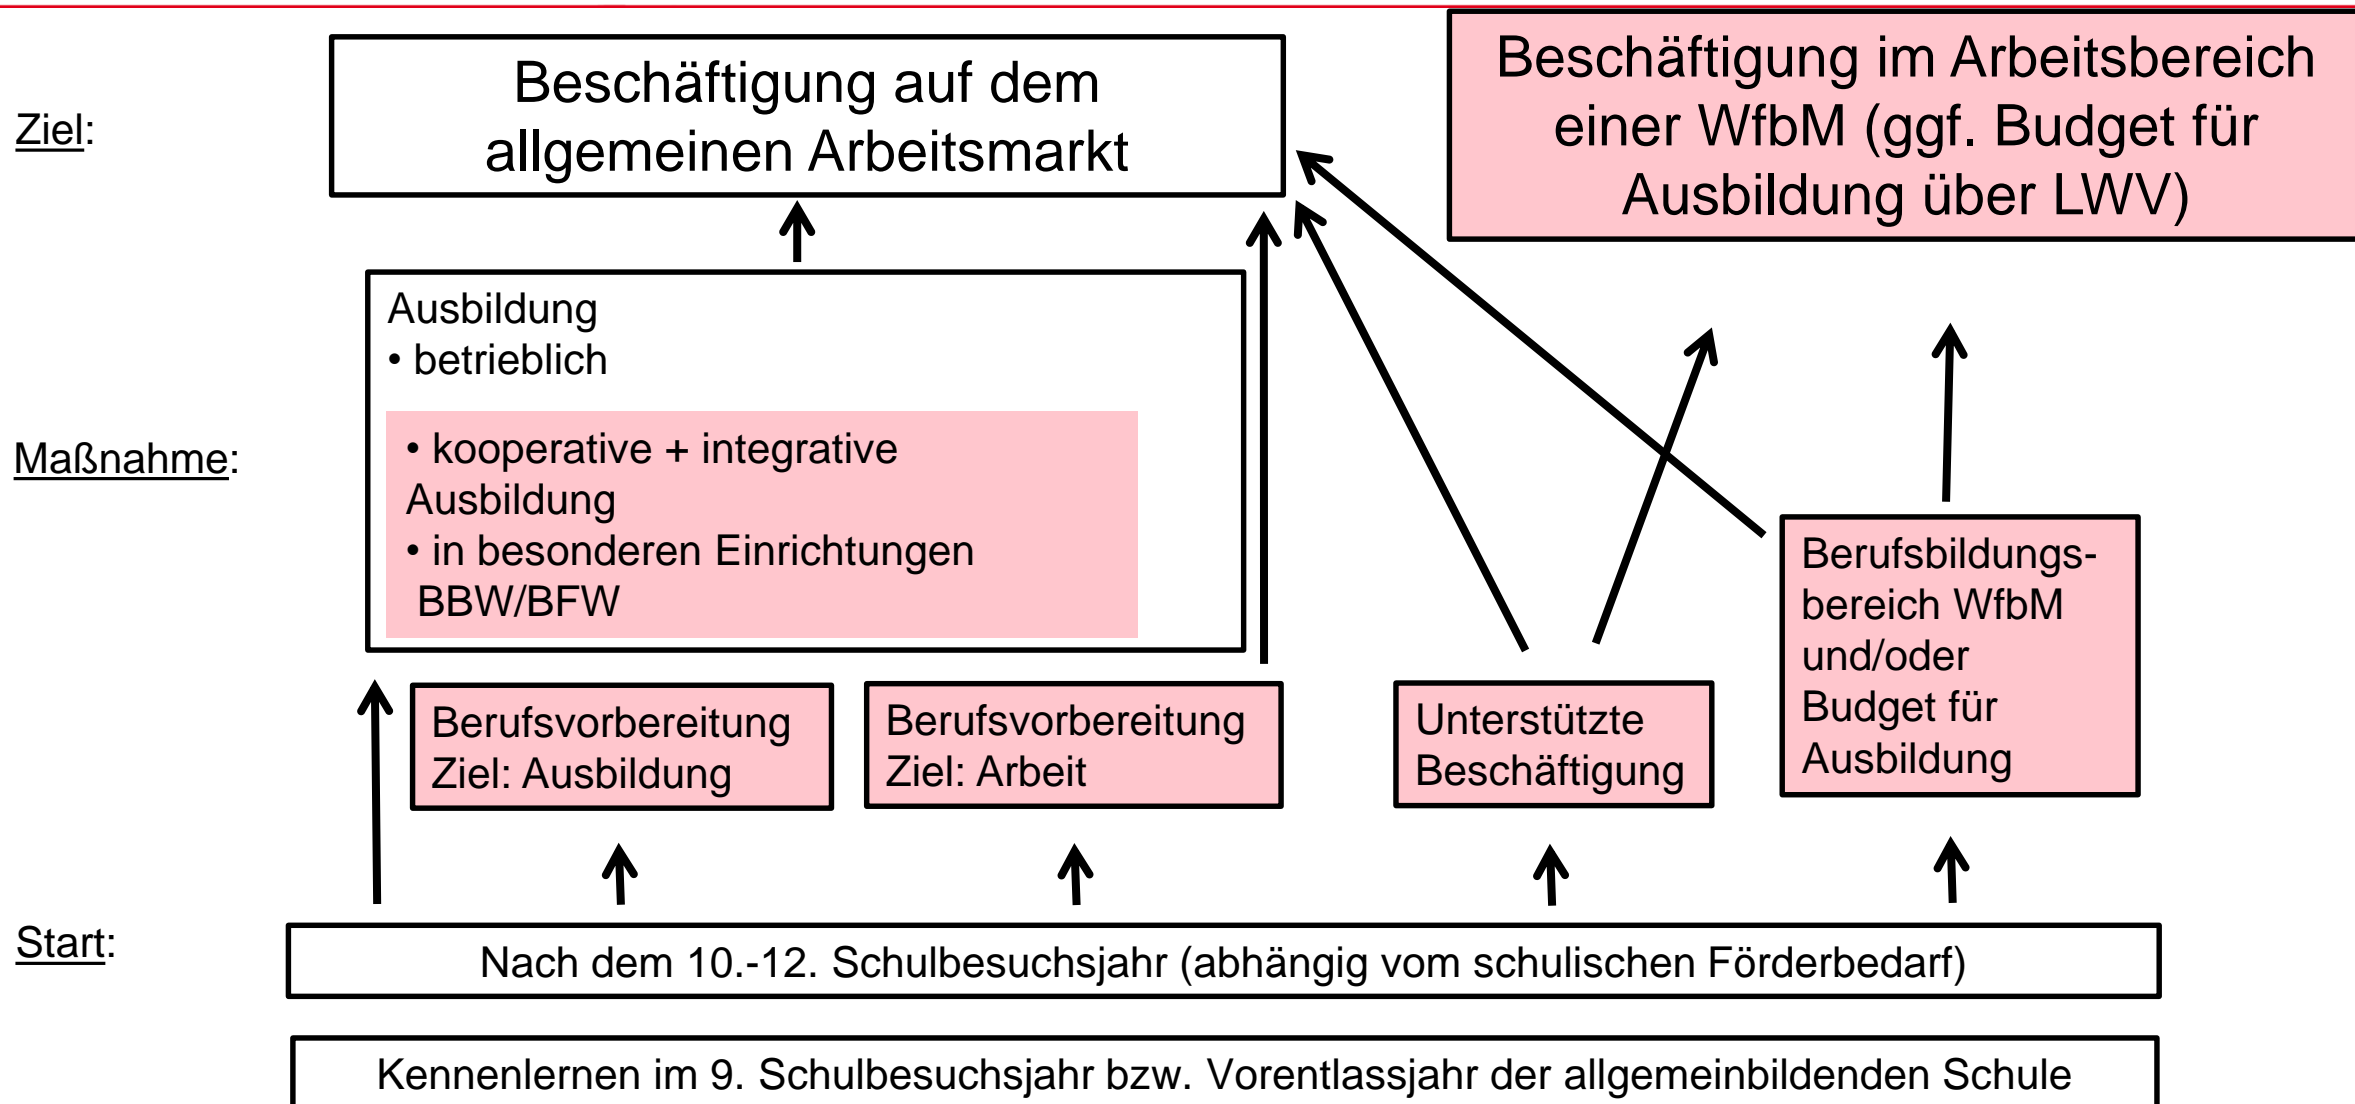 Ziel:
Beschäftigung auf dem
allgemeinen Arbeitsmarkt
Beschäftigung im Arbeitsbereich
einer WfbM (ggf. Budget für
Ausbildung über LWV)
Maßnahme:
Ausbildung
• betrieblich
• kooperative + integrative
Ausbildung
• in besonderen Einrichtungen
BBW/BFW
Berufsvorbereitung
Ziel: Ausbildung
Berufsvorbereitung
Ziel: Arbeit
Unterstützte
Beschäftigung
Berufsbildungs-
bereich WfbM
und/oder
Budget für
Ausbildung
Start:
Nach dem 10.-12. Schulbesuchsjahr (abhängig vom schulischen Förderbedarf)
Kennenlernen im 9. Schulbesuchsjahr bzw. Vorentlassjahr der allgemeinbildenden Schule